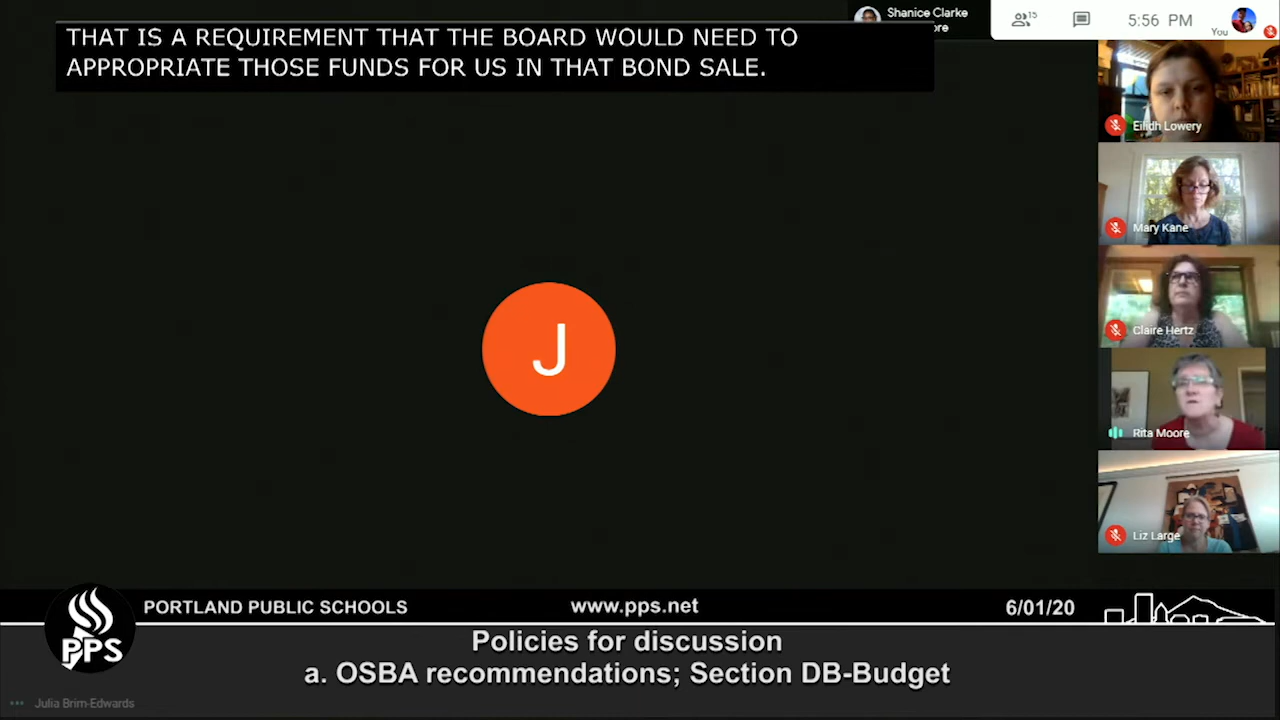 THAT IS A REQUIREMENT THAT THE BOARD WOULD NEED TO
APPROPRIATE THOSE FUNDS FOR US IN THAT BOND SALE.
Shanice Clarke
ore
15
5:56 PM
You
Eilidh Lowery
Mary Kane
Claire Hertz
J
Rita Moore
Liz Large
PPS
PORTLAND PUBLIC SCHOOLS
www.pps.net
6/01/20
Policies for discussion
a. OSBA recommendations; Section DB-Budget
Julia Brim-Edwards